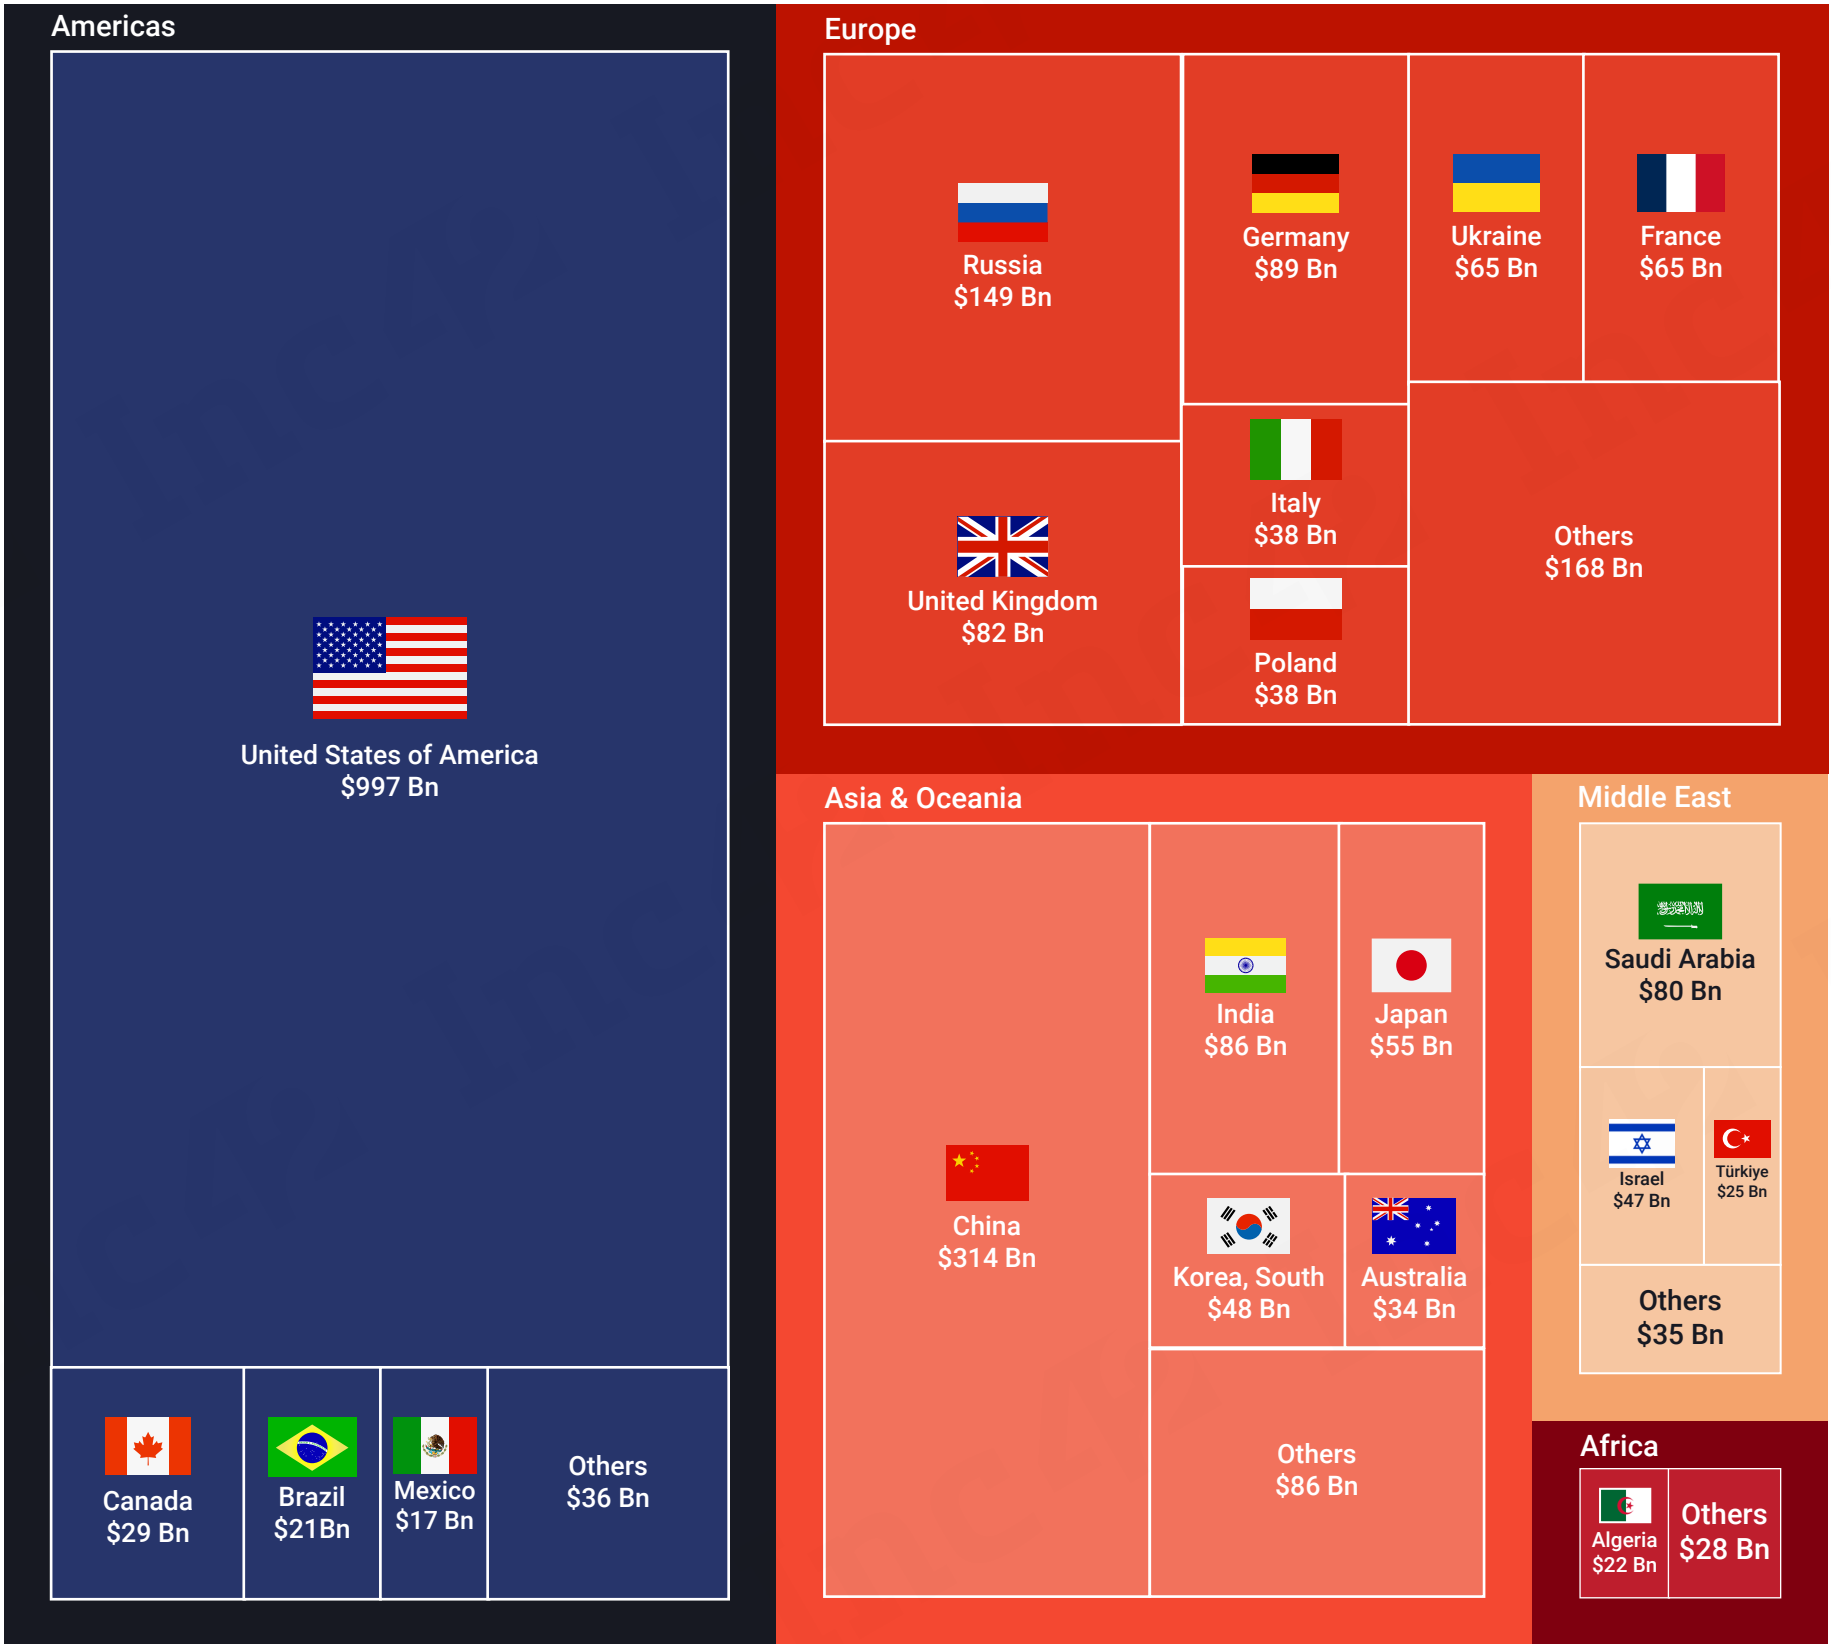 Americas
United States of America
$997 Bn
Canada
$29 Bn
Brazil
$21Bn
Mexico
$17 Bn
Others
$36 Bn
Europe
Russia
$149 Bn
Germany
$89 Bn
Ukraine
$65 Bn
France
$65 Bn
United Kingdom
$82 Bn
Italy
$38 Bn
Poland
$38 Bn
Others
$168 Bn
Asia & Oceania
China
$314 Bn
India
$86 Bn
Japan
$55 Bn
Korea, South
$48 Bn
Australia
$34 Bn
Others
$86 Bn
Middle East
Saudi Arabia
$80 Bn
Israel
$47 Bn
Türkiye
$25 Bn
Others
$35 Bn
Africa
Algeria
$22 Bn
Others
$28 Bn
Inc42
Inc42
Inc42
Inc42